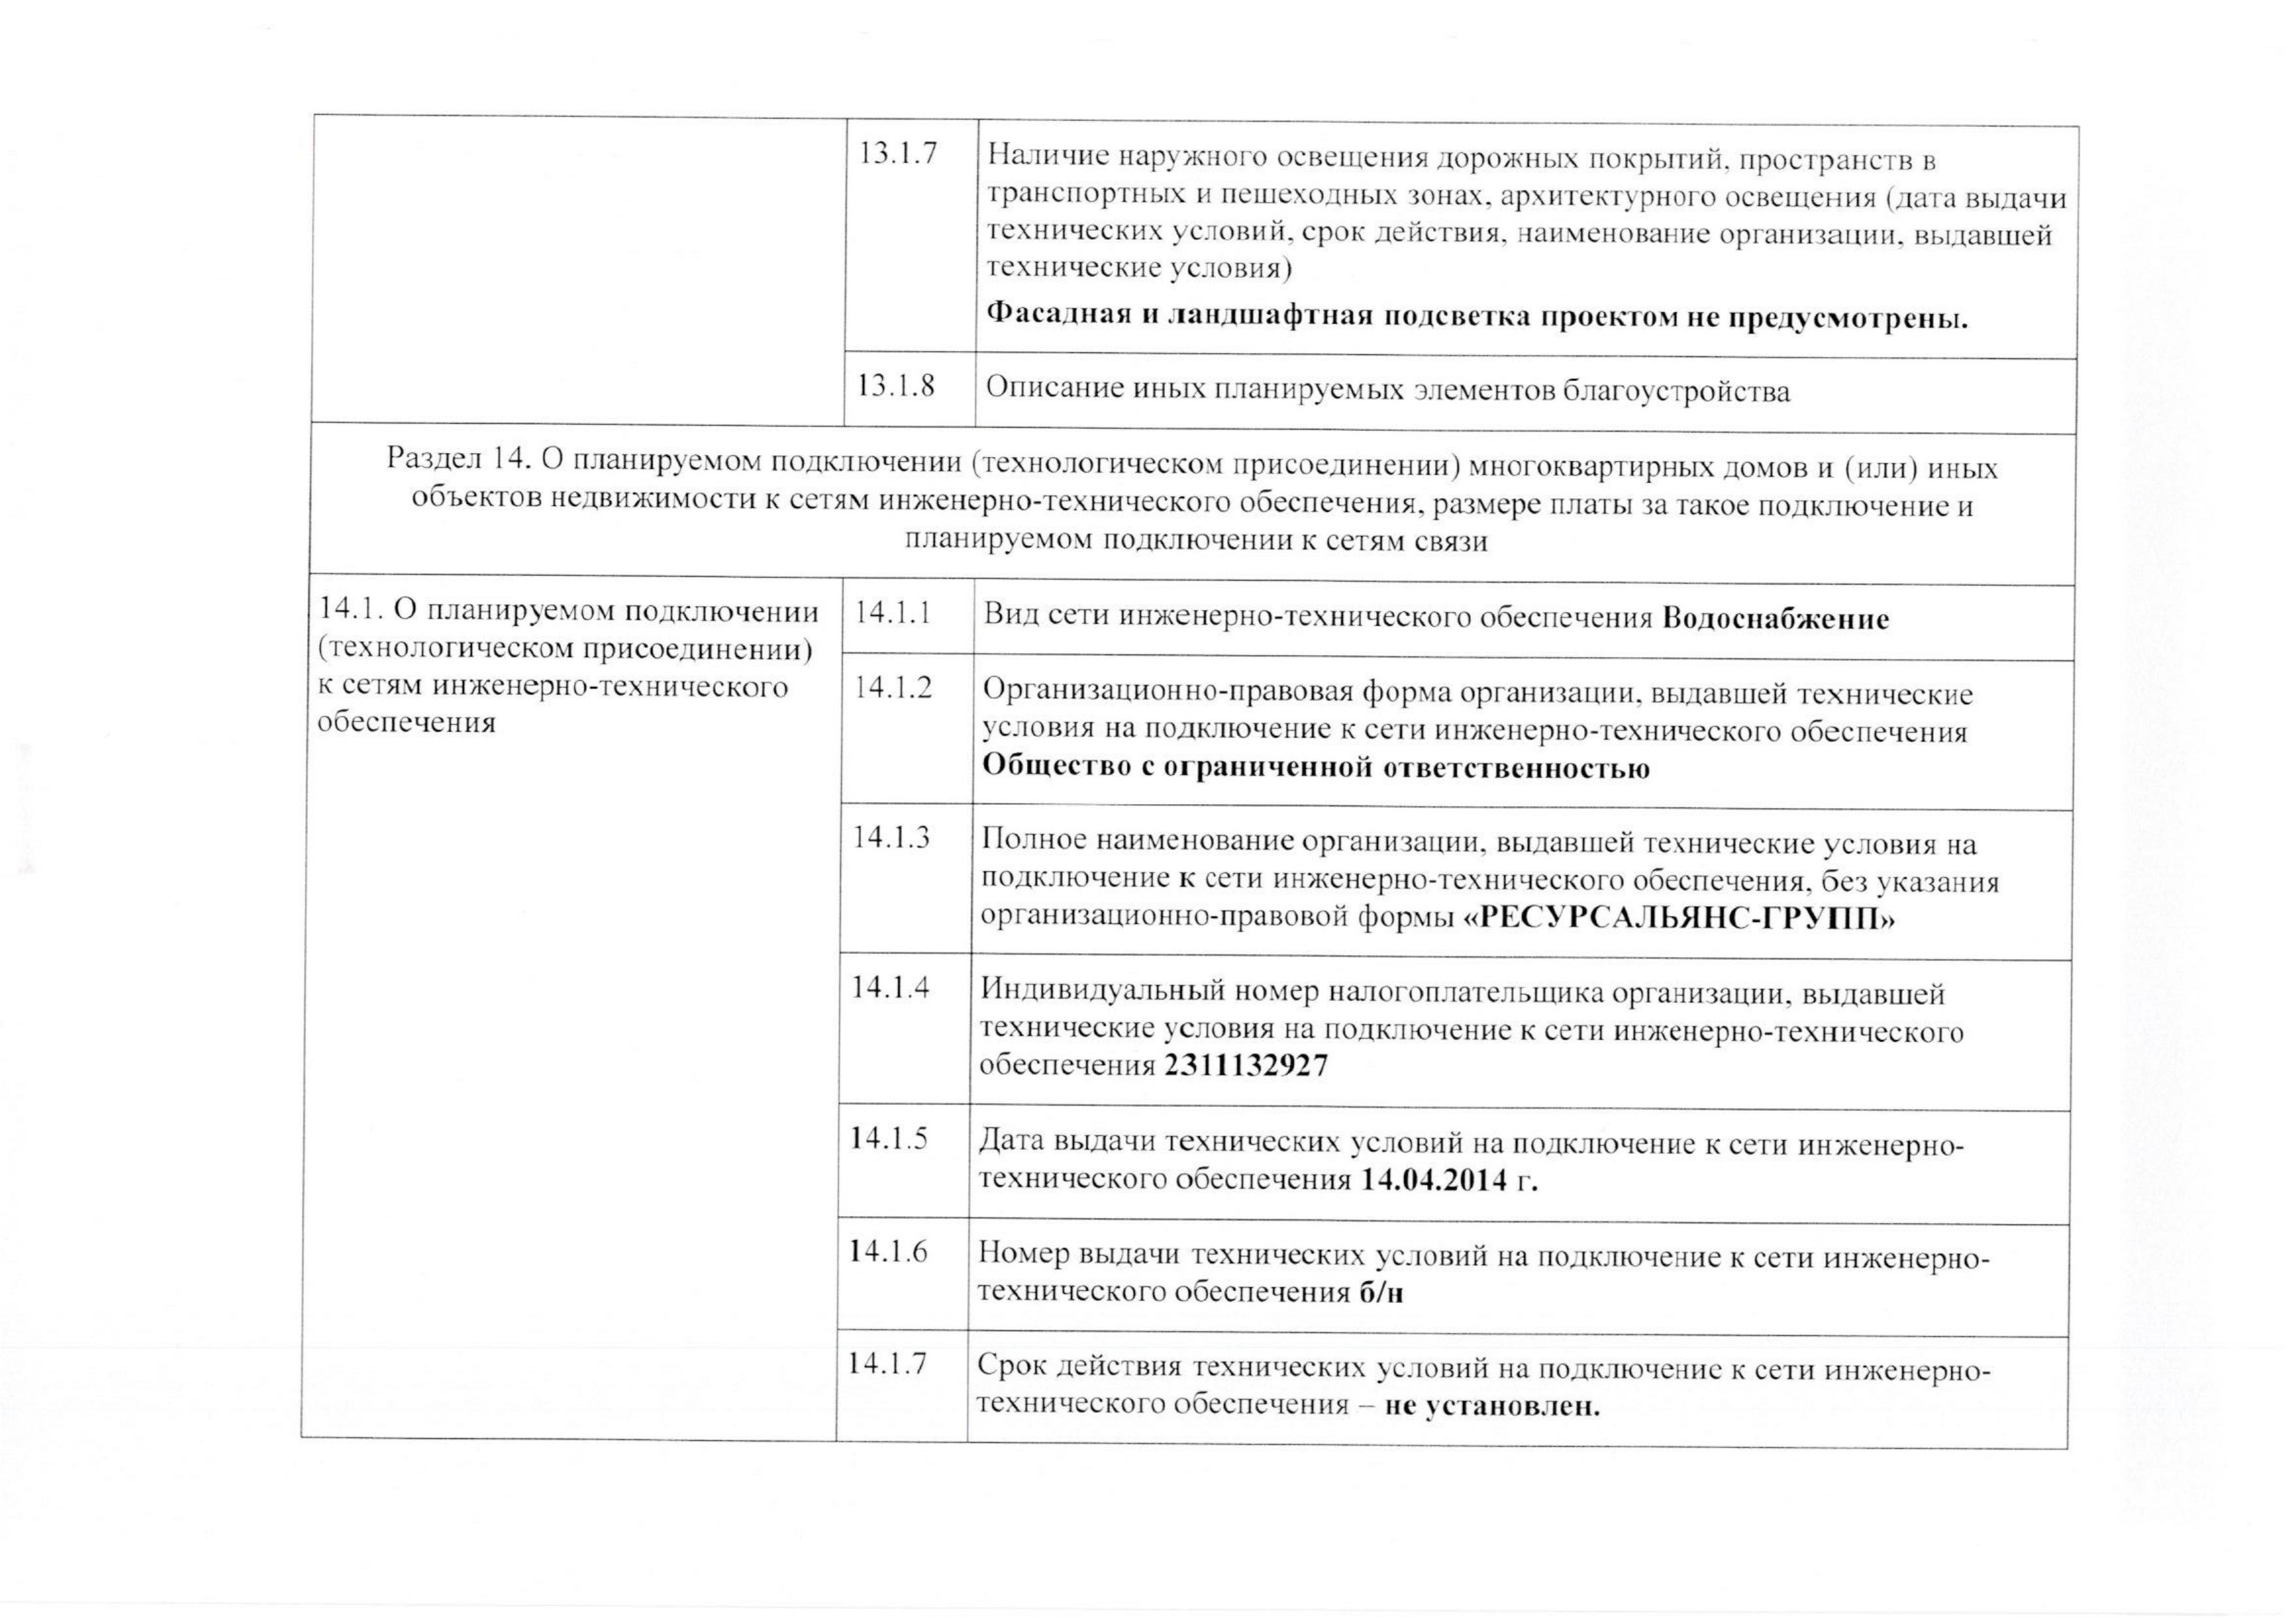 13.1.7 Наличие наружного освещения дорожных покрытий, пространств в
транспортных и пешеходных зонах, архитектурного освещения (дата выдачи
технических условий, срок действия, наименование организации, выдавшей
технические условия)
Фасадная и ландшафтная подсветка проектом не предусмотрены.
13.1.8 Описание иных планируемых элементов благоустройства
Раздел 14. О планируемом подключении (технологическом присоединении) многоквартирных домов и (или) иных
объектов недвижимости к сетям инженерно-технического обеспечения, размере платы за такое подключение и
планируемом подключении к сетям связи
14.1. О планируемом подключении
(технологическом присоединении)
к сетям инженерно-технического
обеспечения
14.1.1 Вид сети инженерно-технического обеспечения Водоснабжение
14.1.2 Организационно-правовая форма организации, выдавшей технические
условия на подключение к сети инженерно-технического обеспечения
Общество с ограниченной ответственностью
14.1.3 Полное наименование организации, выдавшей технические условия на
подключение к сети инженерно-технического обеспечения, без указания
организационно-правовой формы «РЕСУРСАЛЬЯНС-ГРУПП»
14.1.4 Индивидуальный номер налогоплательщика организации, выдавшей
технические условия на подключение к сети инженерно-технического
обеспечения 2311132927
14.1.5 Дата выдачи технических условий на подключение к сети инженерно-
технического обеспечения 14.04.2014 г.
14.1.6 Номер выдачи технических условий на подключение к сети инженерно-
технического обеспечения б/н
14.1.7 Срок действия технических условий на подключение к сети инженерно-
технического обеспечения – не установлен.